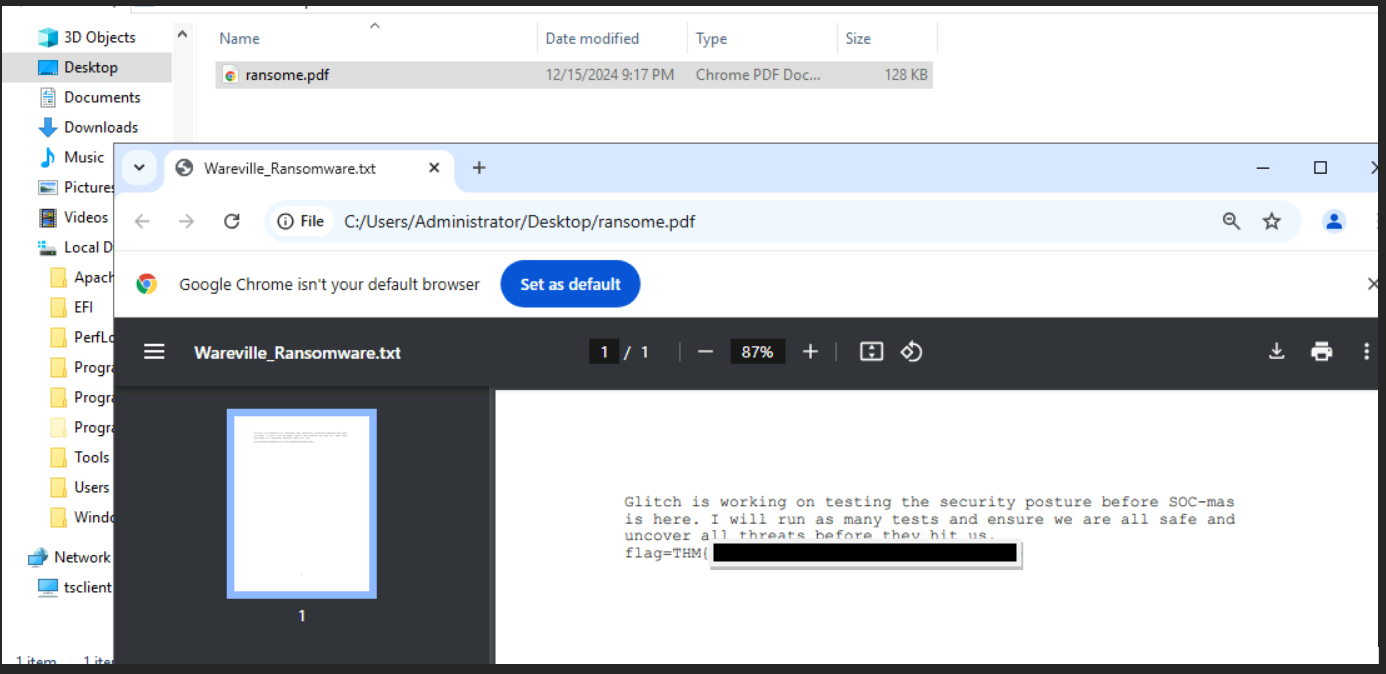 3D Objects
Name
Date modified
Type
Size
Desktop
ransome.pdf
12/15/2024 9:17 PM
Chrome PDF Doc...
128 KB
Documents
Downloads
Music
Wareville_Ransomware.txt
Pictures
Videos
File
C:/Users/Administrator/Desktop/ransome.pdf
Local D
Apach
Google Chrome isn't your default browser
Set as default
EFI
PerfLo
Wareville_Ransomware.txt
1 / 1
87%
Progra
Progra
Progra
Tools
Users
Windo
Network
tsclient
1
Glitch is working on testing the security posture before SOC-mas
is here. I will run as many tests and ensure we are all safe and
uncover all threats before they hit us.
flag=THM{
1 item
1 ite